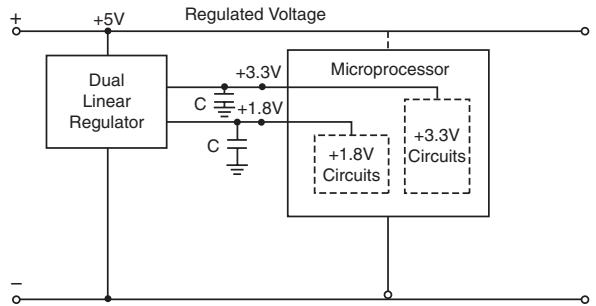 +
+5V
Regulated Voltage
Dual
Linear
Regulator
+3.3V
C
+1.8V
C
Microprocessor
+1.8V
Circuits
+3.3V
Circuits
−